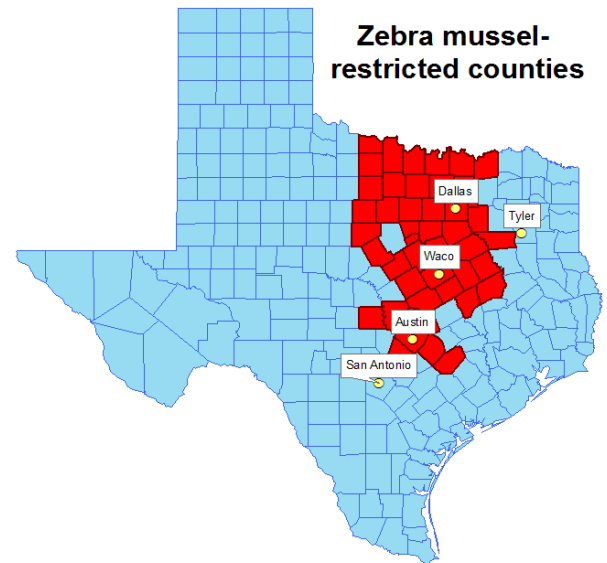 Zebra mussel-
restricted counties
Dallas
Tyler
Waco
Austin
San Antonio